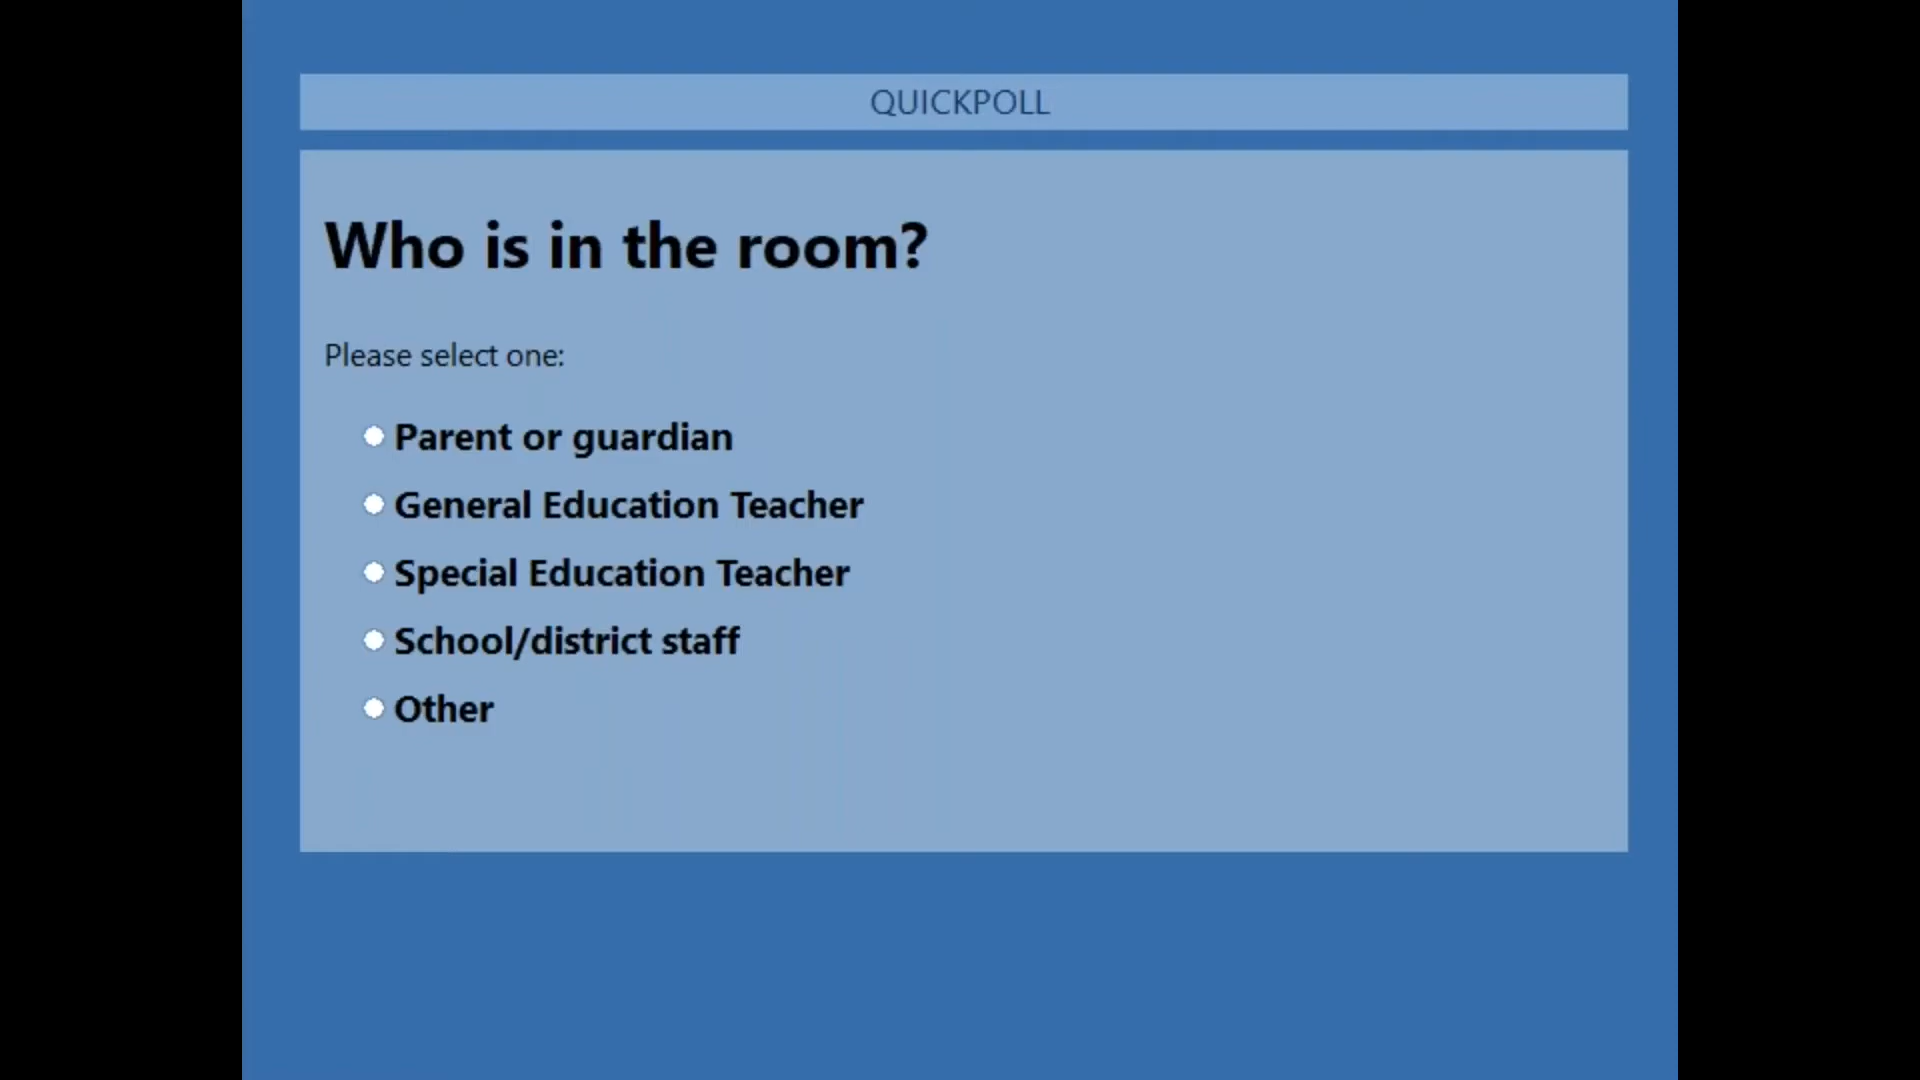 QUICKPOLL
Who is in the room?
Please select one:
Parent or guardian
General Education Teacher
Special Education Teacher
School/district staff
Other